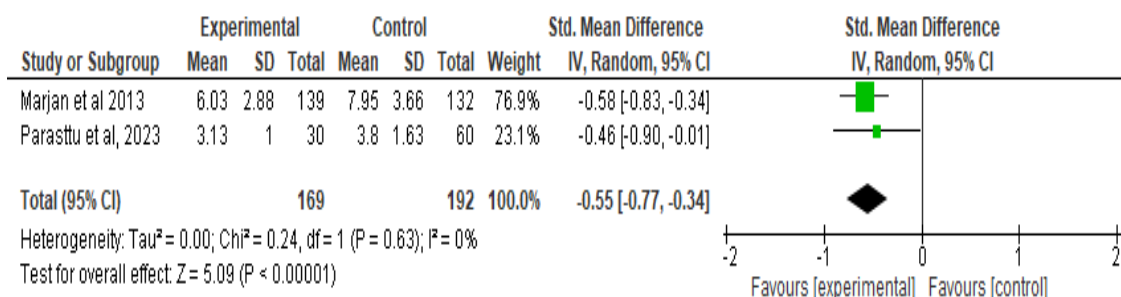 Experimental Control Std. Mean Difference Std. Mean Difference
Study or Subgroup Mean SD Total Mean SD Total Weight IV, Random, 95% CI IV, Random, 95% CI
Marjan et al 2013 6.03 2.88 139 7.95 3.66 132 76.9% -0.58 [-0.83, -0.34]
Parasttu et al, 2023 3.13 1 30 3.8 1.63 60 23.1% -0.46 [-0.90, -0.01]
Total (95% CI) 169 192 100.0% -0.55 [-0.77, -0.34]
Heterogeneity: Tau² = 0.00; Chi² = 0.24, df = 1 (P = 0.63); I² = 0%
Test for overall effect: Z = 5.09 (P < 0.00001)
-2 -1 0 1 2
Favours [experimental] Favours [control]